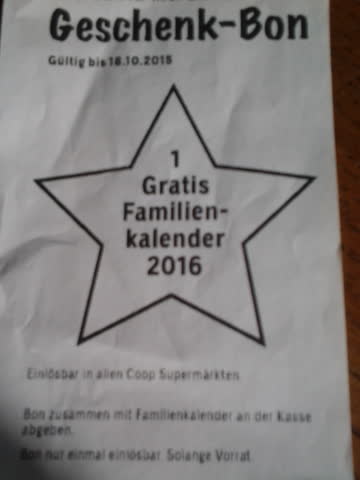 Geschenk-Bon
Gültig bis 18.10.2015
1
Gratis
Familien-
kalender
2016
Einlösbar in allen Coop Supermärkten.
Bon zusammen mit Familienkalender an der Kasse
abgeben.
Bon nur einmal einlösbar. Solange Vorrat.